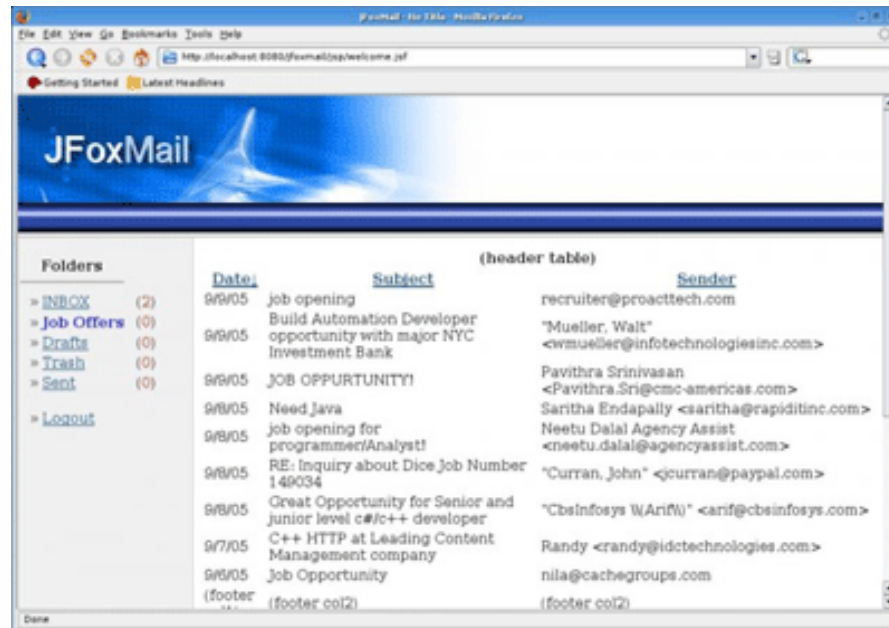 JFoxMail - No Title - Mozilla Firefox
File Edit View Go Bookmarks Tools Help
http://localhost:8080/jfoxmail/jsp/welcome.jsf
Getting Started Latest Headlines
JFoxMail
Folders
» INBOX (2)
» Job Offers (0)
» Drafts (0)
» Trash (0)
» Sent (0)
» Logout
(header table)
Date↓ Subject Sender
9/9/05 job opening recruiter@proacttech.com
Build Automation Developer
9/9/05 opportunity with major NYC
Investment Bank
"Mueller, Walt"
<wmueller@infotechnologiesinc.com>
9/9/05 JOB OPPURTUNITY!
Pavithra Srinivasan
<Pavithra.Sri@cmc-americas.com>
9/8/05 Need Java Saritha Endapally <saritha@rapiditinc.com>
9/8/05 job opening for
programmer/Analyst!
Neetu Dalal Agency Assist
<neetu.dalal@agencyassist.com>
9/8/05 RE: Inquiry about Dice Job Number
149034
"Curran, John" <jcurran@paypal.com>
9/8/05 Great Opportunity for Senior and
junior level c#/c++ developer
"CbsInfosys \\(Arif\\)" <arif@cbsinfosys.com>
9/7/05 C++ HTTP at Leading Content
Management company
Randy <randy@idctechnologies.com>
9/6/05 Job Opportunity nila@cachegroups.com
(footer
(footer col2) (footer col2)
Done